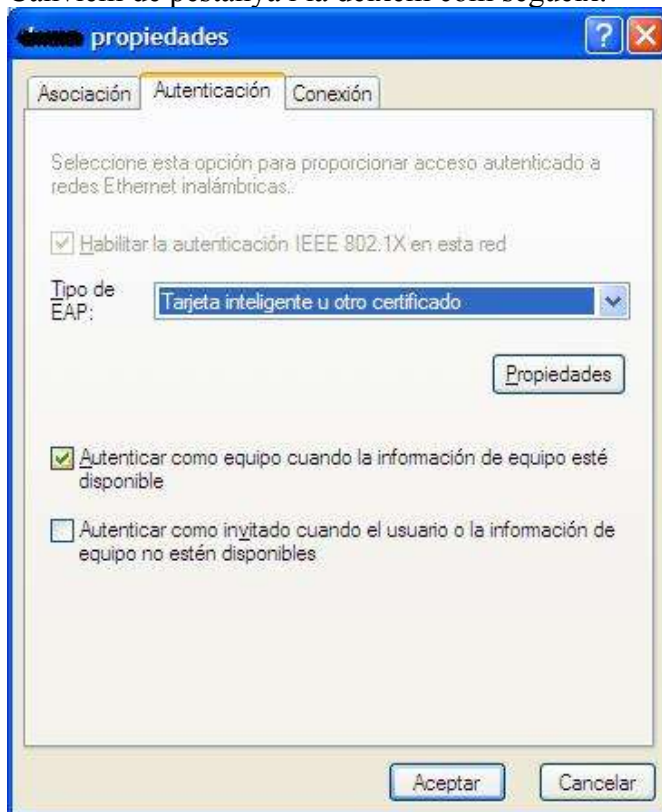 Canviem de pestanya i la deixem com segueix:
propiedades
Asociación Autenticación Conexión
Seleccione esta opción para proporcionar acceso autenticado a
redes Ethernet inalámbricas.
Habilitar la autenticación IEEE 802.1X en esta red
Tipo de
EAP:
Tarjeta inteligente u otro certificado
Propiedades
Autenticar como equipo cuando la información de equipo esté
disponible
Autenticar como invitado cuando el usuario o la información de
equipo no estén disponibles
Aceptar Cancelar